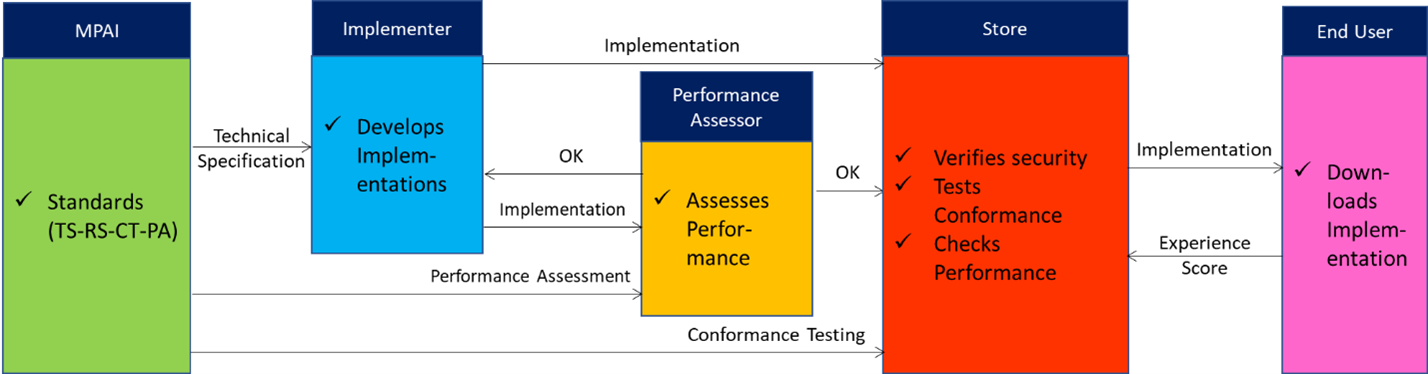 MPAI
✓ Standards
(TS-RS-CT-PA)
Technical
Specification
Implementer
✓ Develops
Implem-
entations
Implementation
OK
Implementation
Performance Assessment
Conformance Testing
Performance
Assessor
✓ Assesses
Perfor-
mance
OK
Store
✓ Verifies security
✓ Tests
Conformance
✓ Checks
Performance
Implementation
Experience
Score
End User
✓ Down-
loads
Implem-
entation